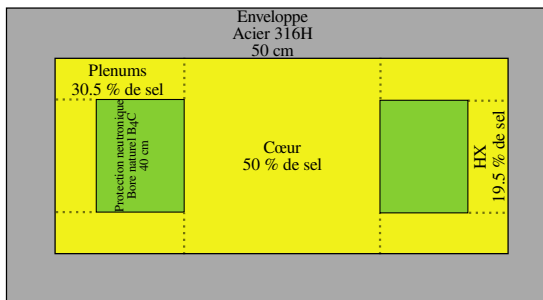 Enveloppe
Acier 316H
50 cm
Plenums
30.5 % de sel
Protection neutronique
Bore naturel B4C
40 cm
Cœur
50 % de sel
HX
19.5 % de sel